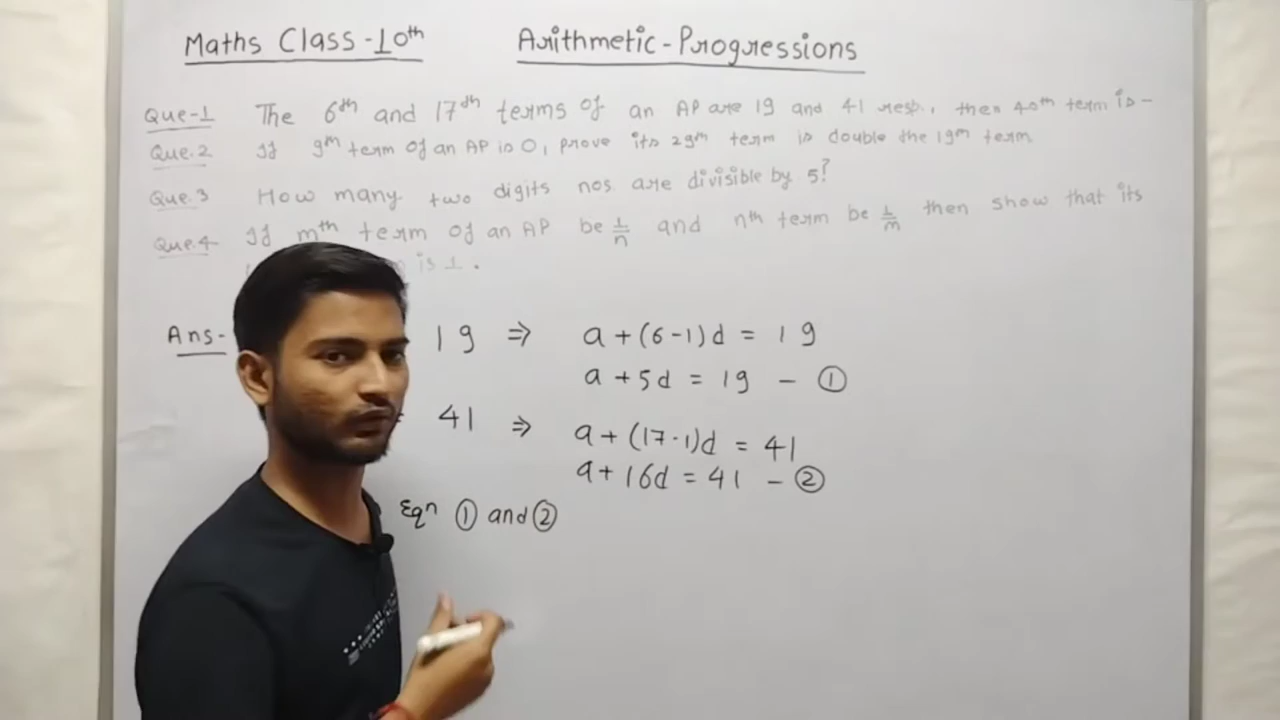 Maths Class-10th Arithmetic-Progressions
Que-1 The 6th and 17th terms of an AP are 19 and 41 resp., then 40th term is-
Que.2 If 9th term of an AP is 0, prove its 29th term is double the 19th term
Que.3 How many two digits nos are divisible by 5?
Que.4 If mth term of an AP be 1/n and nth term be 1/m then show that its
is 1.
Ans- 19 ⇒ a+(6-1)d = 19
a+5d = 19 - ①
41 ⇒ a+(17-1)d = 41
a+16d = 41 - ②
Eqn ① and ②